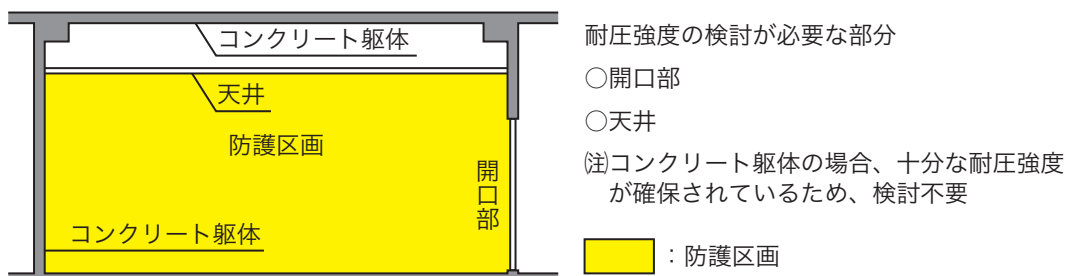 コンクリート躯体
天井
防護区画
開口部
コンクリート躯体
耐圧強度の検討が必要な部分
○開口部
○天井
㊟コンクリート躯体の場合、十分な耐圧強度
が確保されているため、検討不要
：防護区画